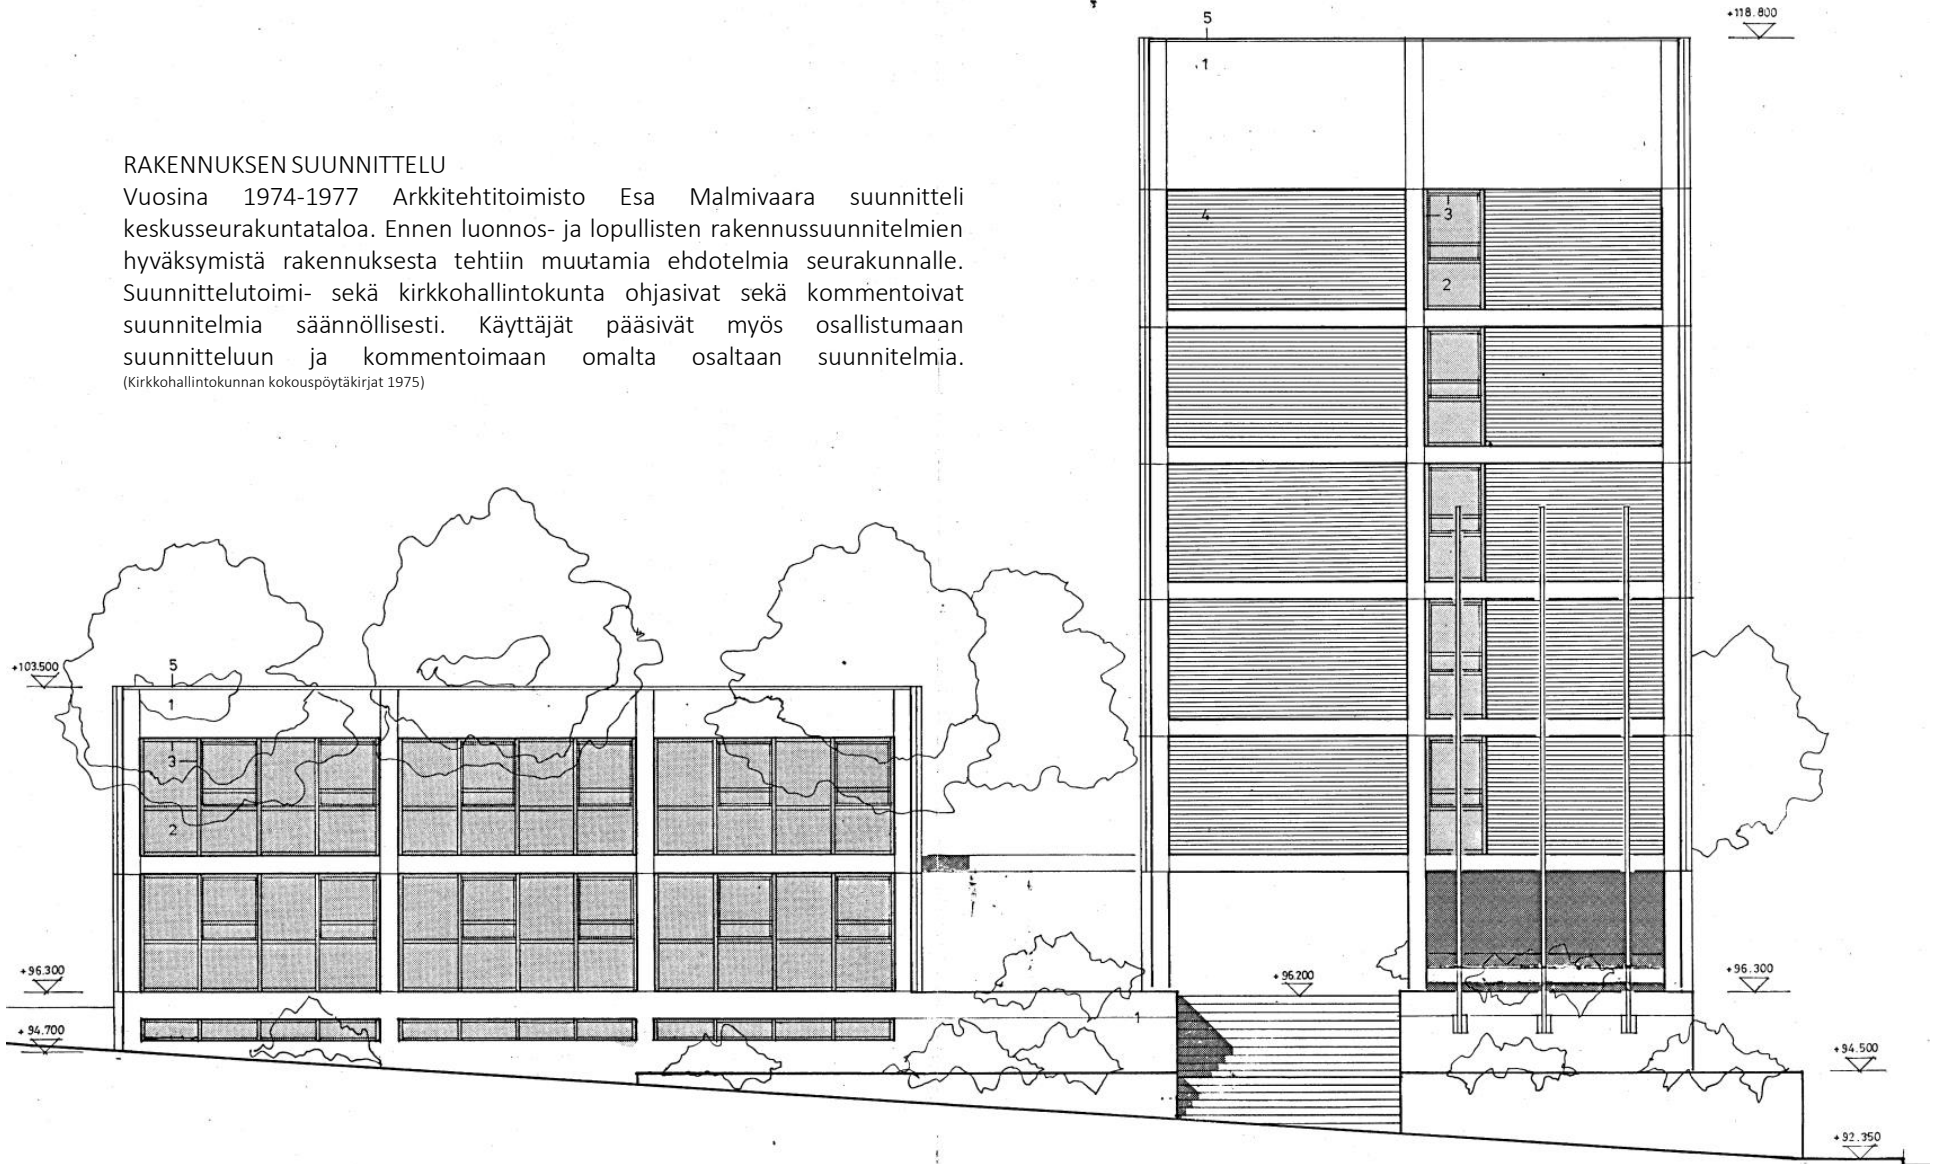 5
+118.800
1
RAKENNUKSEN SUUNNITTELU
Vuosina 1974-1977 Arkkitehtitoimisto Esa Malmivaara suunnitteli
keskusseurakuntataloa. Ennen luonnos- ja lopullisten rakennussuunnitelmien
hyväksymistä rakennuksesta tehtiin muutamia ehdotelmia seurakunnalle.
Suunnittelutoimi- sekä kirkkohallintokunta ohjasivat sekä kommentoivat
suunnitelmia säännöllisesti. Käyttäjät pääsivät myös osallistumaan
suunnitteluun ja kommentoimaan omalta osaltaan suunnitelmia.
(Kirkkohallintokunnan kokouspöytäkirjat 1975)
4
3
2
+103.500
5
1
3
2
+96.300
+96.200
+96.300
1
+94.700
+94.500
+92.350